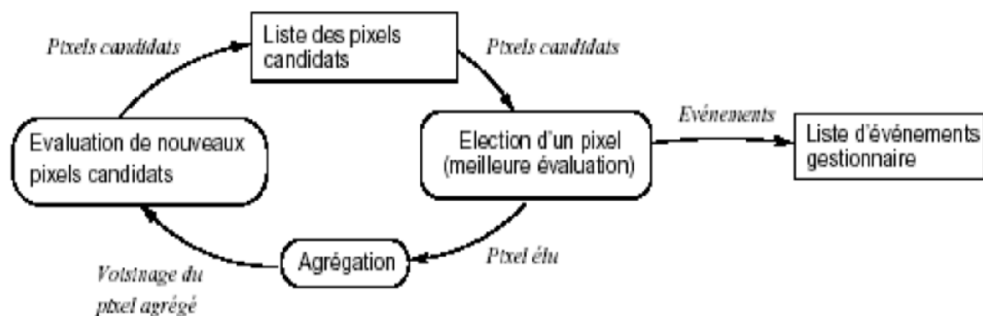 Pixels candidats
Liste des pixels
candidats
Pixels candidats
Evaluation de nouveaux
pixels candidats
Election d'un pixel
(meilleure évaluation)
Evénements
Liste d'événements
gestionnaire
Agrégation
Pixel élu
Voisinage du
pixel agrégé